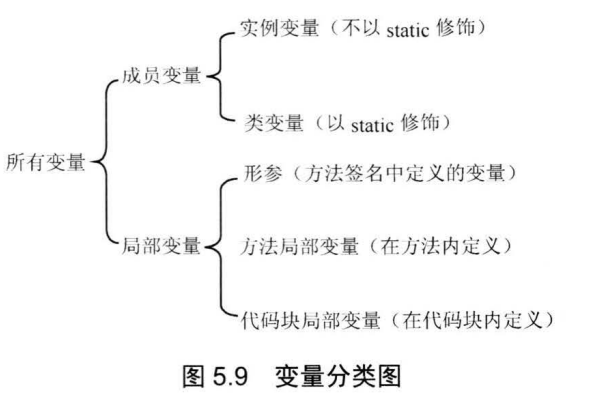 实例变量（不以 static 修饰）
成员变量
类变量（以 static 修饰）
所有变量
形参（方法签名中定义的变量）
局部变量
方法局部变量（在方法内定义）
代码块局部变量（在代码块内定义）
图 5.9 变量分类图